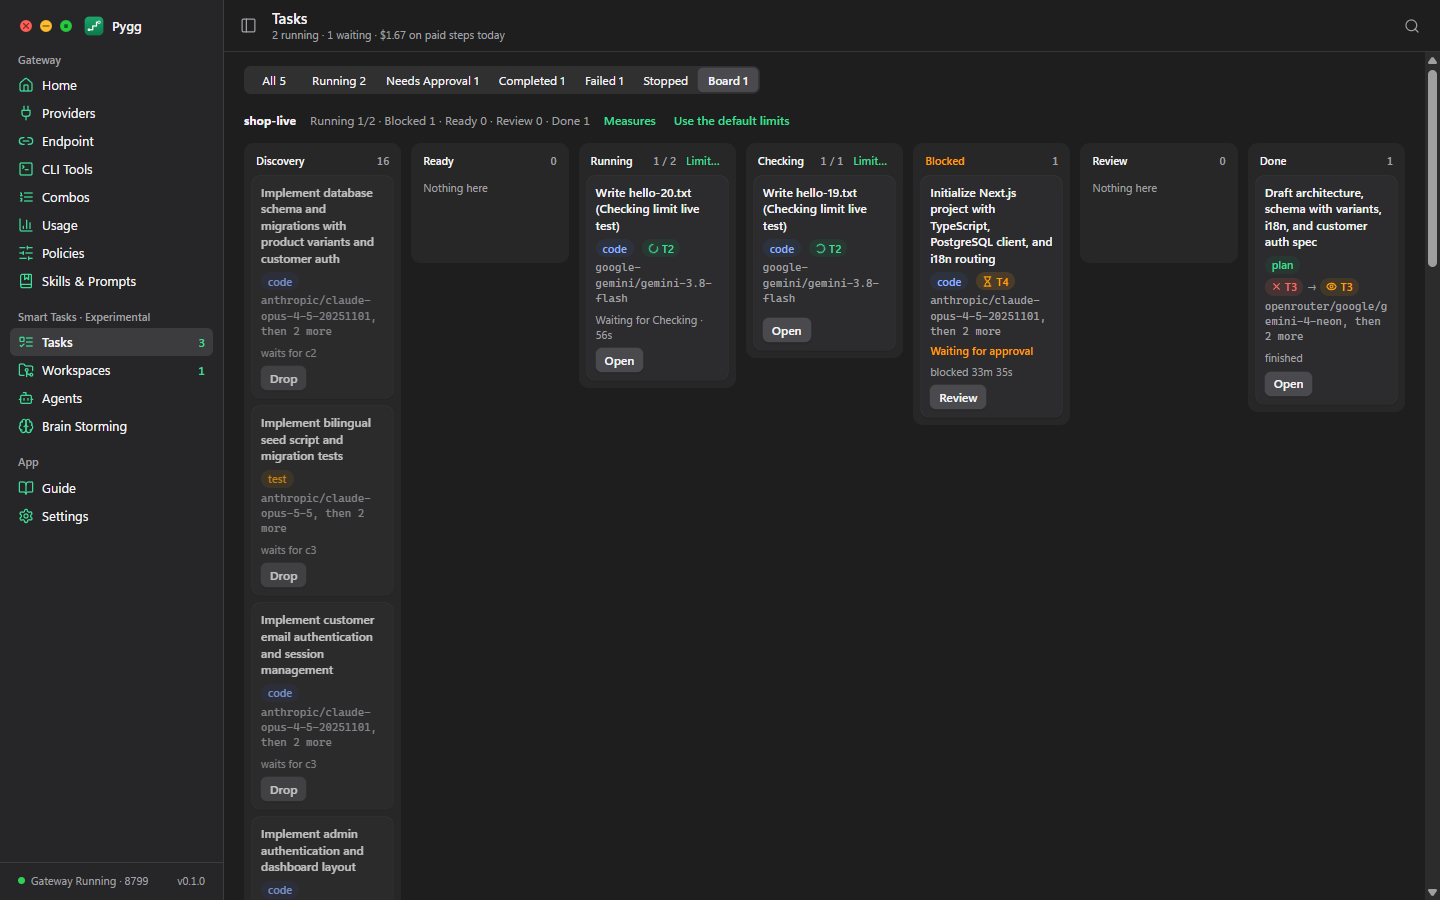 Pygg
Gateway
Home
Providers
Endpoint
CLI Tools
Combos
Usage
Policies
Skills & Prompts
Smart Tasks · Experimental
Tasks 3
Workspaces 1
Agents
Brain Storming
App
Guide
Settings
Gateway Running · 8799 v0.1.0
Tasks
2 running · 1 waiting · $1.67 on paid steps today
All 5 Running 2 Needs Approval 1 Completed 1 Failed 1 Stopped Board 1
shop-live Running 1/2 · Blocked 1 · Ready 0 · Review 0 · Done 1 Measures Use the default limits
Discovery 16
Implement database
schema and
migrations with
product variants and
customer auth
code
anthropic/claude-
opus-4-5-20251101,
then 2 more
waits for c2
Drop
Implement bilingual
seed script and
migration tests
test
anthropic/claude-
opus-5-5, then 2
more
waits for c3
Drop
Implement customer
email authentication
and session
management
code
anthropic/claude-
opus-4-5-20251101,
then 2 more
waits for c3
Drop
Implement admin
authentication and
dashboard layout
code
Ready 0
Nothing here
Running 1 / 2 Limit...
Write hello-20.txt
(Checking limit live
test)
code T2
google-
gemini/gemini-3.8-
flash
Waiting for Checking ·
56s
Open
Checking 1 / 1 Limit...
Write hello-19.txt
(Checking limit live
test)
code T2
google-
gemini/gemini-3.8-
flash
Open
Blocked 1
Initialize Next.js
project with
TypeScript,
PostgreSQL client, and
i18n routing
code T4
anthropic/claude-
opus-4-5-20251101,
then 2 more
Waiting for approval
blocked 33m 35s
Review
Review 0
Nothing here
Done 1
Draft architecture,
schema with variants,
i18n, and customer
auth spec
plan
T3 → T3
openrouter/google/g
emini-4-neon, then
2 more
finished
Open